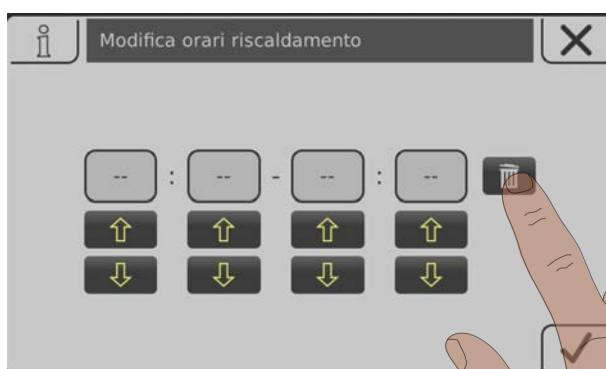 Modifica orari riscaldamento
-- : -- - -- : --